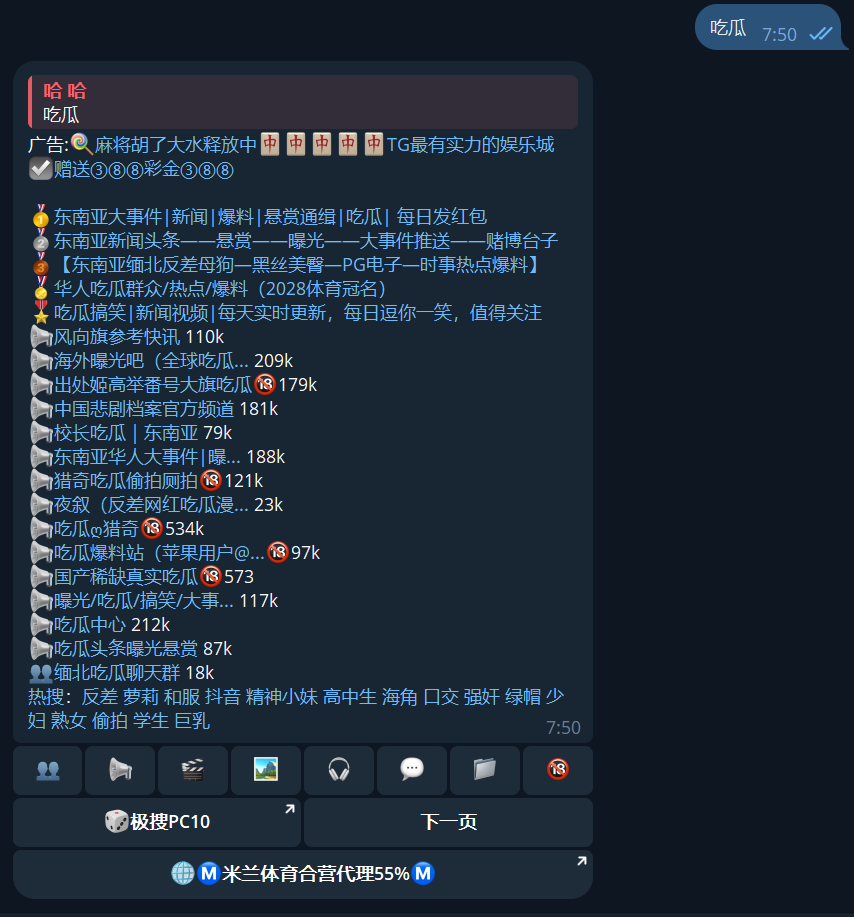 吃瓜 7:50
哈 哈
吃瓜
广告:🍭麻将胡了大水释放中🀄🀄🀄🀄🀄TG最有实力的娱乐城
☑️赠送③⑧⑧彩金③⑧⑧
🥇东南亚大事件|新闻|爆料|悬赏通缉|吃瓜| 每日发红包
🥈东南亚新闻头条——悬赏——曝光——大事件推送——赌博台子
🥉【东南亚缅北反差母狗—黑丝美臀—PG电子—时事热点爆料】
🏅华人吃瓜群众/热点/爆料（2028体育冠名）
🎖吃瓜搞笑|新闻视频|每天实时更新，每日逗你一笑，值得关注
📢风向旗参考快讯 110k
📢海外曝光吧（全球吃瓜... 209k
📢出处姬高举番号大旗吃瓜🔞179k
📢中国悲剧档案官方频道 181k
📢校长吃瓜｜东南亚 79k
📢东南亚华人大事件|曝... 188k
📢猎奇吃瓜偷拍厕拍🔞121k
📢夜叙（反差网红吃瓜漫... 23k
📢吃瓜ღ猎奇🔞534k
📢吃瓜爆料站（苹果用户@...🔞97k
📢国产稀缺真实吃瓜🔞573
📢曝光/吃瓜/搞笑/大事... 117k
📢吃瓜中心 212k
📢吃瓜头条曝光悬赏 87k
👥缅北吃瓜聊天群 18k
热搜：反差 萝莉 和服 抖音 精神小妹 高中生 海角 口交 强奸 绿帽 少
妇 熟女 偷拍 学生 巨乳
7:50
🎲极搜PC10
下一页
🌐Ⓜ️米兰体育合营代理55%Ⓜ️